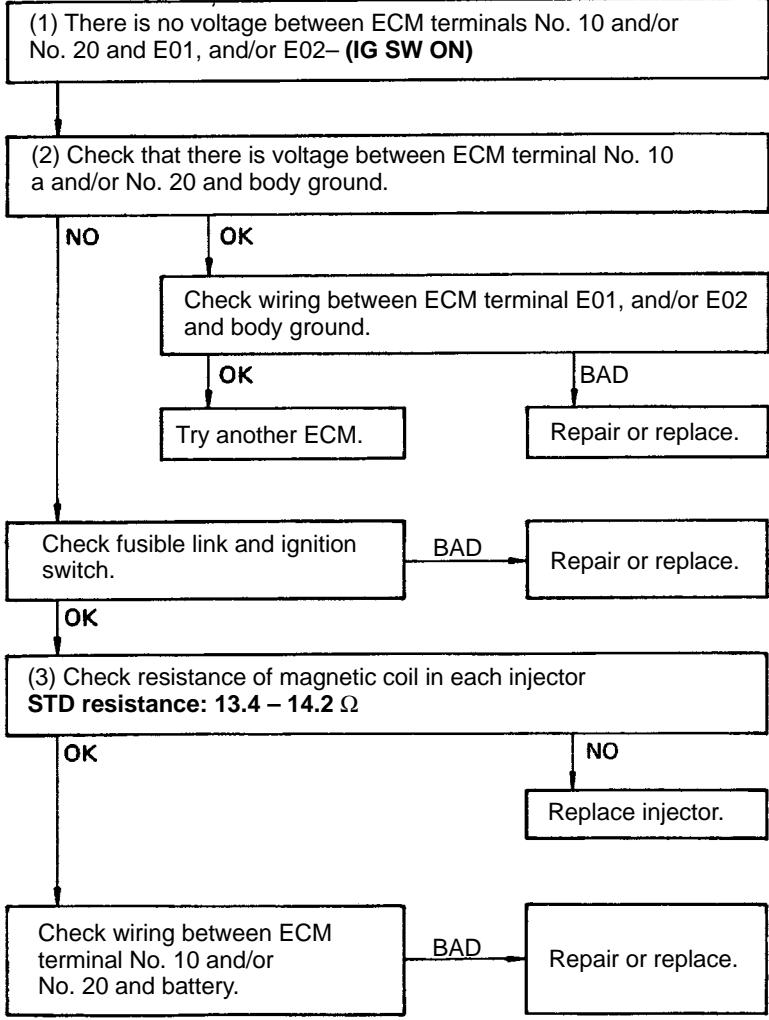 (1) There is no voltage between ECM terminals No. 10 and/or
No. 20 and E01, and/or E02– (IG SW ON)
(2) Check that there is voltage between ECM terminal No. 10
a and/or No. 20 and body ground.
NO
OK
Check wiring between ECM terminal E01, and/or E02
and body ground.
OK
BAD
Try another ECM.
Repair or replace.
Check fusible link and ignition
switch.
BAD
Repair or replace.
OK
(3) Check resistance of magnetic coil in each injector
STD resistance: 13.4 – 14.2 Ω
OK
NO
Replace injector.
Check wiring between ECM
terminal No. 10 and/or
No. 20 and battery.
BAD
Repair or replace.